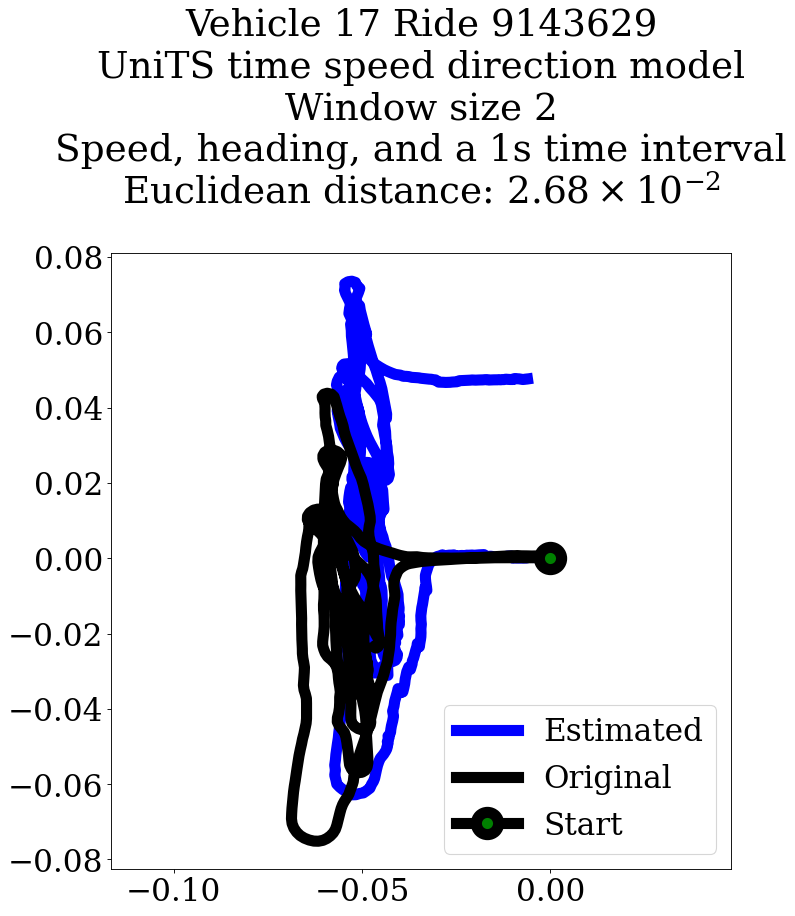 Vehicle 17 Ride 9143629
UniTS time speed direction model
Window size 2
Speed, heading, and a 1s time interval
Euclidean distance: 2.68 × 10⁻²
0.08
0.06
0.04
0.02
0.00
−0.02
−0.04
−0.06
−0.08
−0.10
−0.05
0.00
Estimated
Original
Start